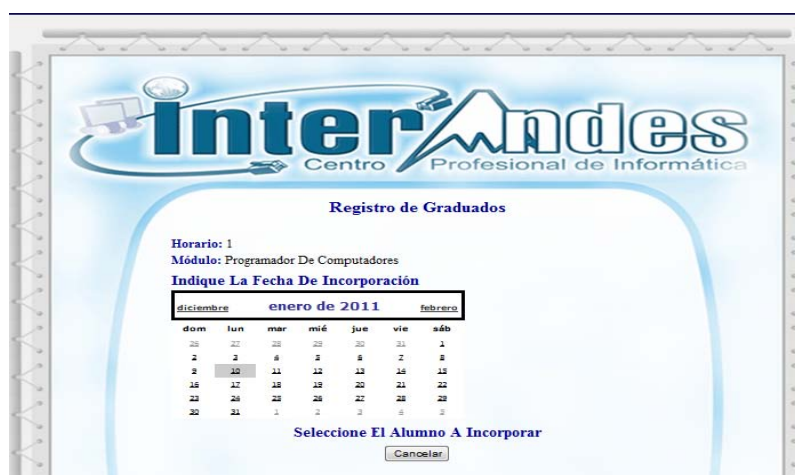 InterAndes
Centro Profesional de Informática
Registro de Graduados
Horario: 1
Módulo: Programador De Computadores
Indique La Fecha De Incorporación
diciembre enero de 2011 febrero
dom lun mar mié jue vie sáb
26 27 28 29 30 31 1
2 3 4 5 6 7 8
9 10 11 12 13 14 15
16 17 18 19 20 21 22
23 24 25 26 27 28 29
30 31 1 2 3 4 5
Seleccione El Alumno A Incorporar
Cancelar